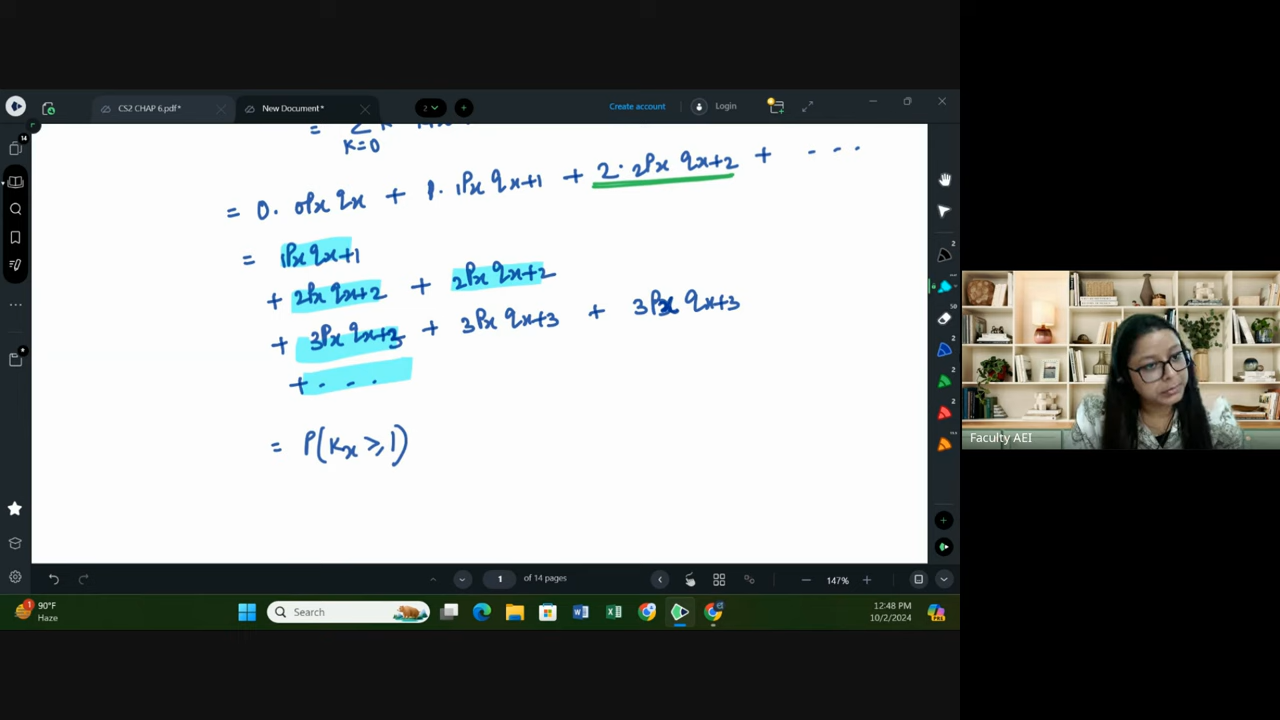 CS2 CHAP 6.pdf*
New Document*
2
Create account
Login
14
= Σ K
K=0
= 0. 0Px qx + 1. 1Px qx+1 + 2. 2Px qx+2 + - - -
= 1Px qx+1
+ 2Px qx+2 + 2Px qx+2
+ 3Px qx+3 + 3Px qx+3 + 3Px qx+3
+ - - -
= P(Kx ≥ 1)
Faculty AEI
1 of 14 pages
147%
90°F
Haze
Search
12:48 PM
10/2/2024